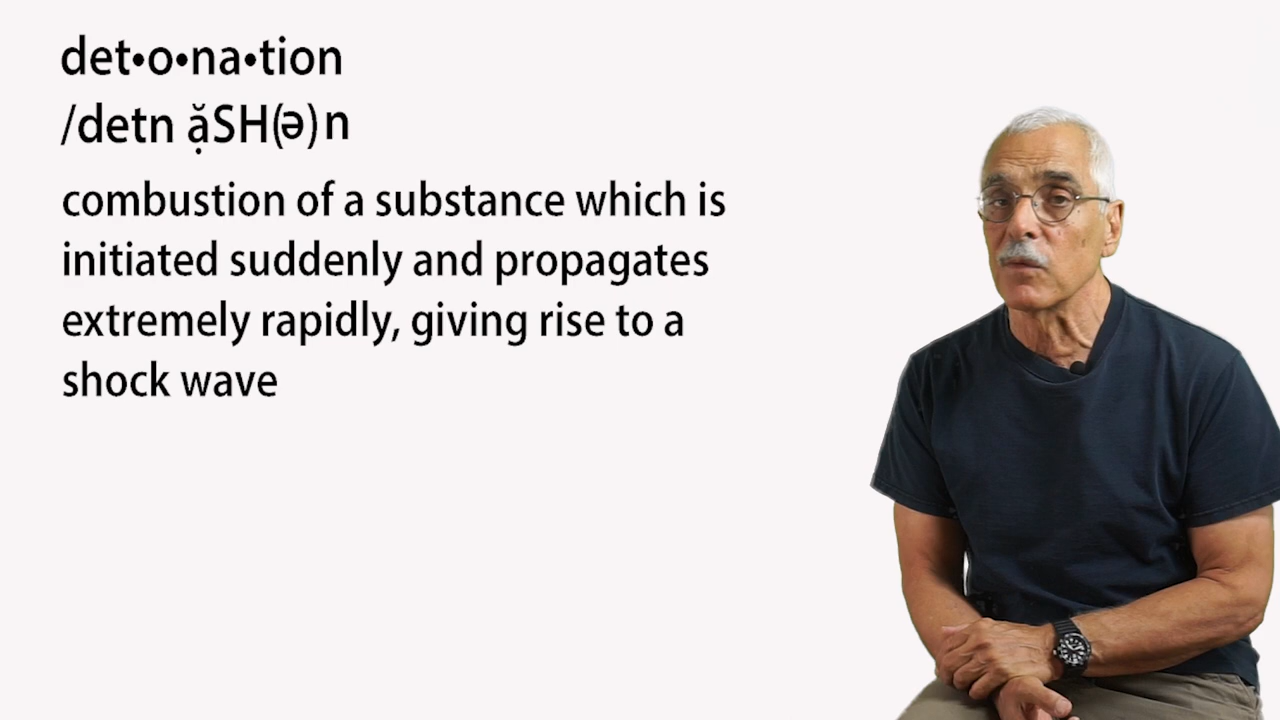 det•o•na•tion
/detn ặSH(ə)n
combustion of a substance which is
initiated suddenly and propagates
extremely rapidly, giving rise to a
shock wave